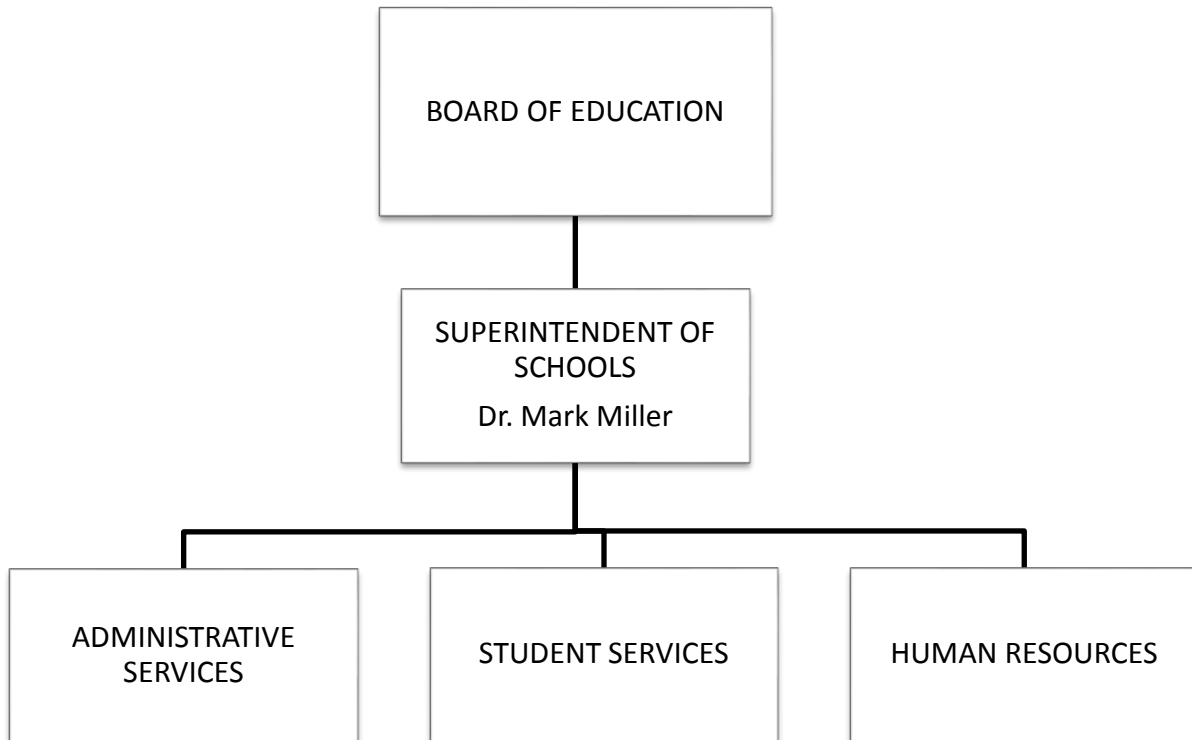 BOARD OF EDUCATION
SUPERINTENDENT OF
SCHOOLS
Dr. Mark Miller
ADMINISTRATIVE
SERVICES
STUDENT SERVICES
HUMAN RESOURCES